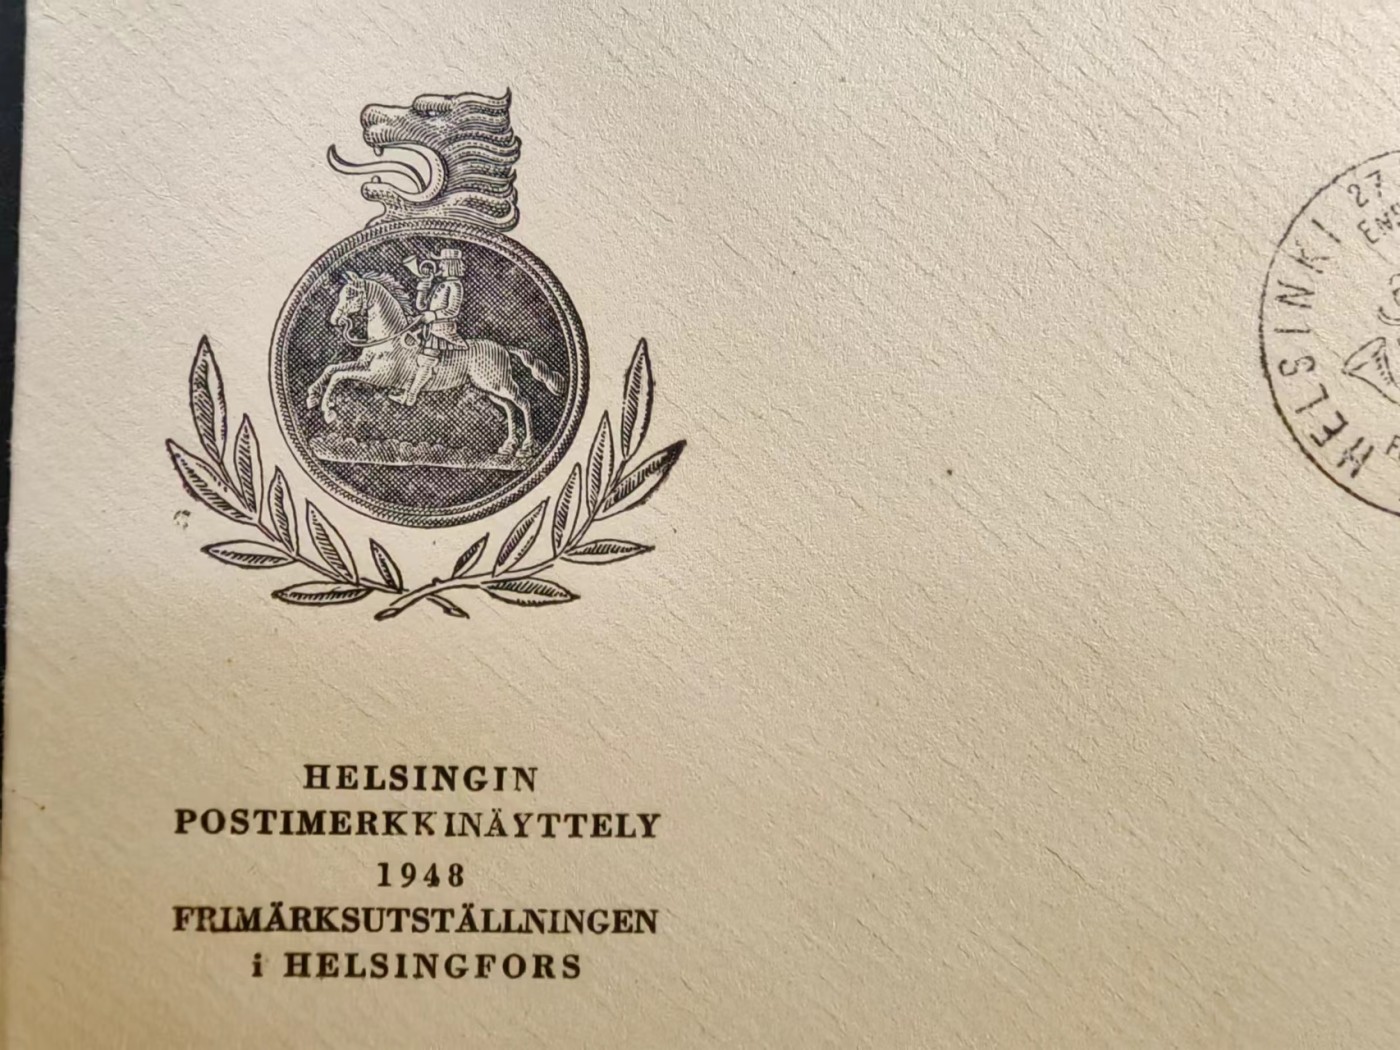 HELSINGIN
POSTIMERKKINÄYTTELY
1948
FRIMÄRKSUTSTÄLLNINGEN
i HELSINGFORS
HELSINKI 27